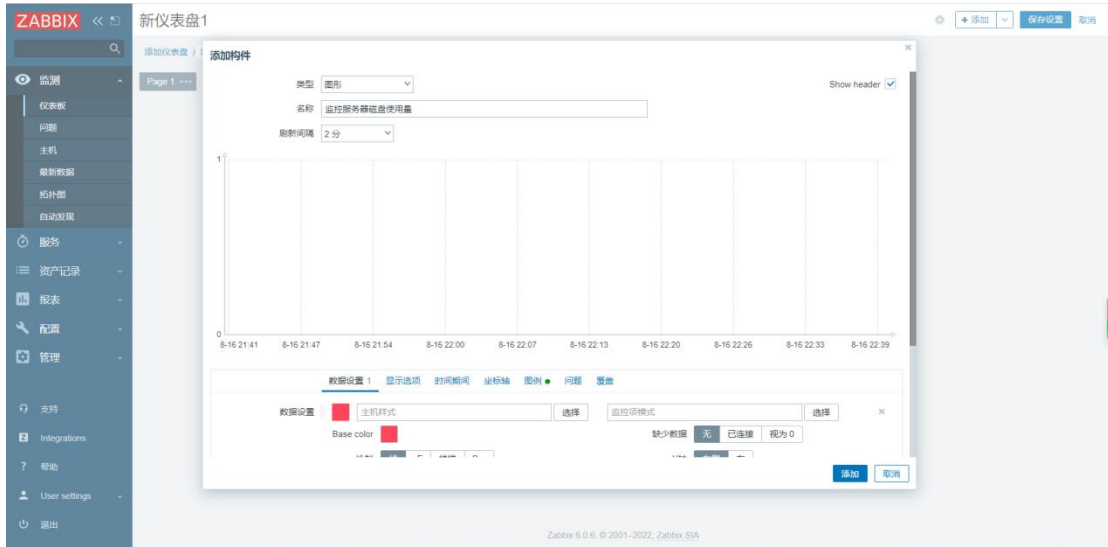 ZABBIX
新仪表盘1
添加
保存设置
取消
添加仪表盘 /
Page 1
监测
仪表板
问题
主机
最新数据
拓扑图
自动发现
服务
资产记录
报表
配置
管理
支持
Integrations
帮助
User settings
退出
添加构件
类型 图形
Show header
名称 监控服务器磁盘使用量
刷新间隔 2 分
1
0
8-16 21:41 8-16 21:47 8-16 21:54 8-16 22:00 8-16 22:07 8-16 22:13 8-16 22:20 8-16 22:26 8-16 22:33 8-16 22:39
数据设置 1 显示选项 时间期间 坐标轴 图例 问题 覆盖
数据设置 主机样式 选择 监控项模式 选择
Base color 缺少数据 无 已连接 视为 0
添加 取消
Zabbix 6.0.6. © 2001–2022, Zabbix SIA